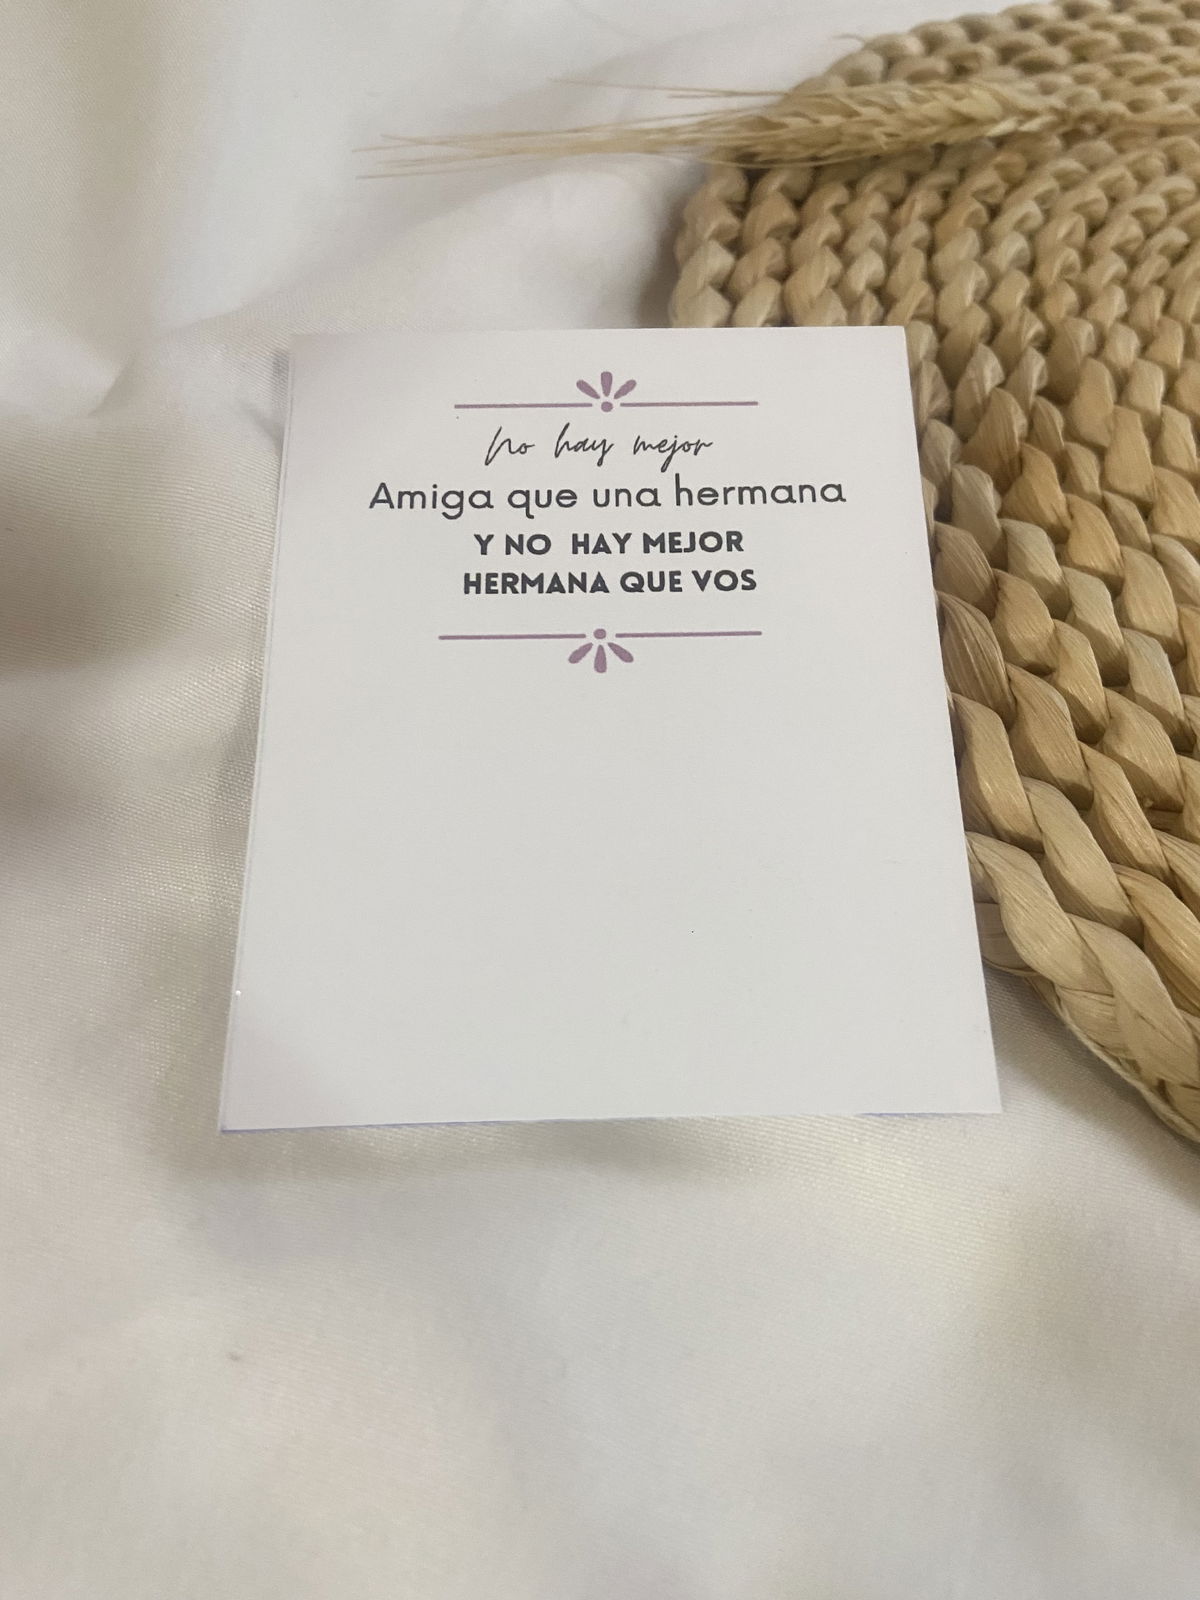 No hay mejor
Amiga que una hermana
Y NO HAY MEJOR
HERMANA QUE VOS